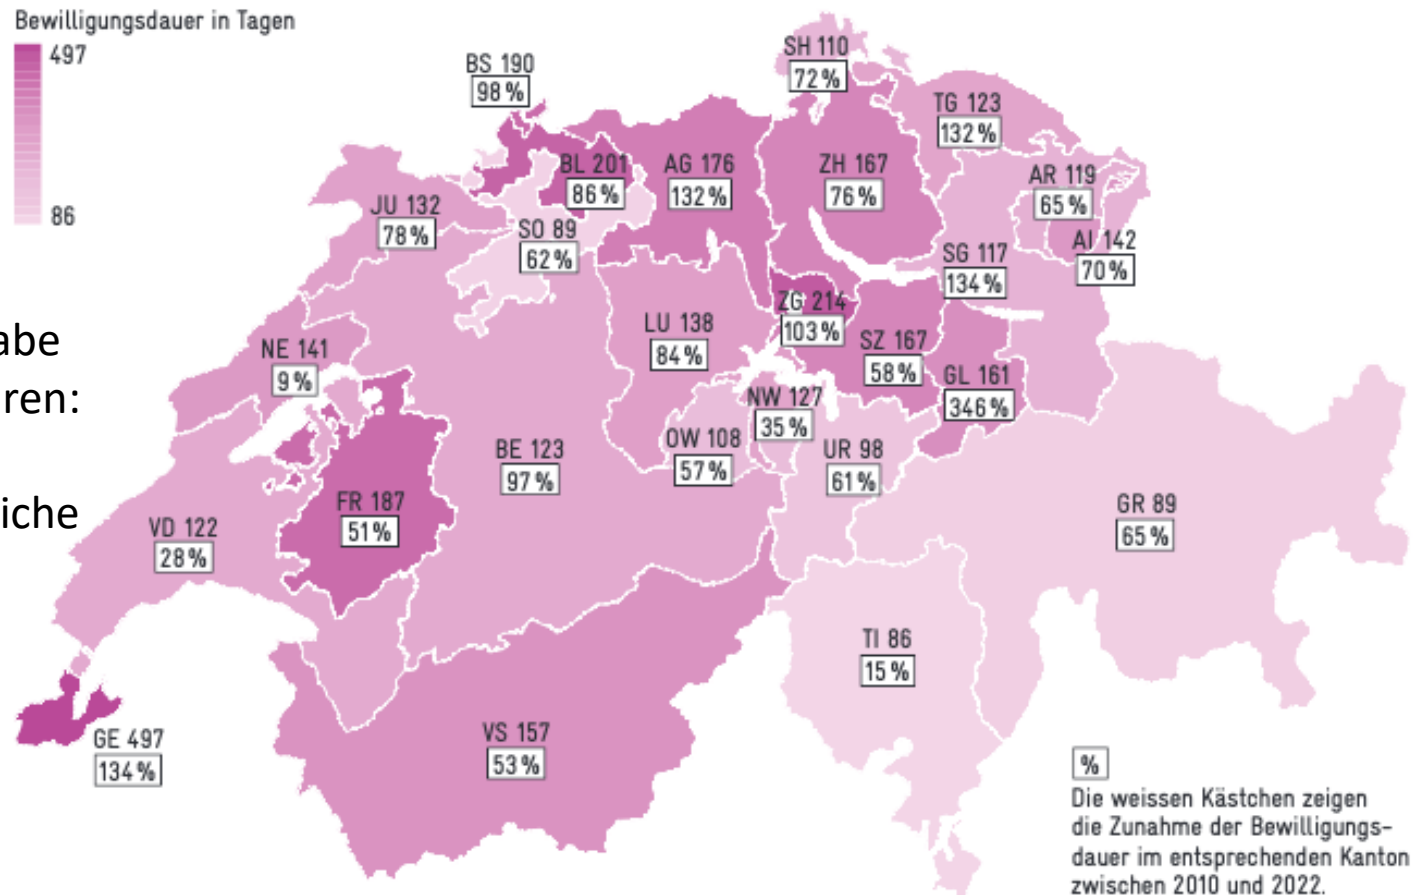 Bewilligungsdauer in Tagen
497
86
SH 110
72 %
BS 190
98 %
TG 123
132 %
BL 201
86 %
AG 176
132 %
ZH 167
76 %
AR 119
65 %
JU 132
78 %
SO 89
62 %
AI 142
70 %
SG 117
134 %
ZG 214
103 %
LU 138
84 %
SZ 167
58 %
abe
NE 141
9 %
GL 161
346 %
ren:
NW 127
35 %
OW 108
57 %
BE 123
97 %
UR 98
61 %
FR 187
51 %
iche
VD 122
28 %
GR 89
65 %
TI 86
15 %
GE 497
134 %
VS 157
53 %
%
Die weissen Kästchen zeigen
die Zunahme der Bewilligungs-
dauer im entsprechenden Kanton
zwischen 2010 und 2022.